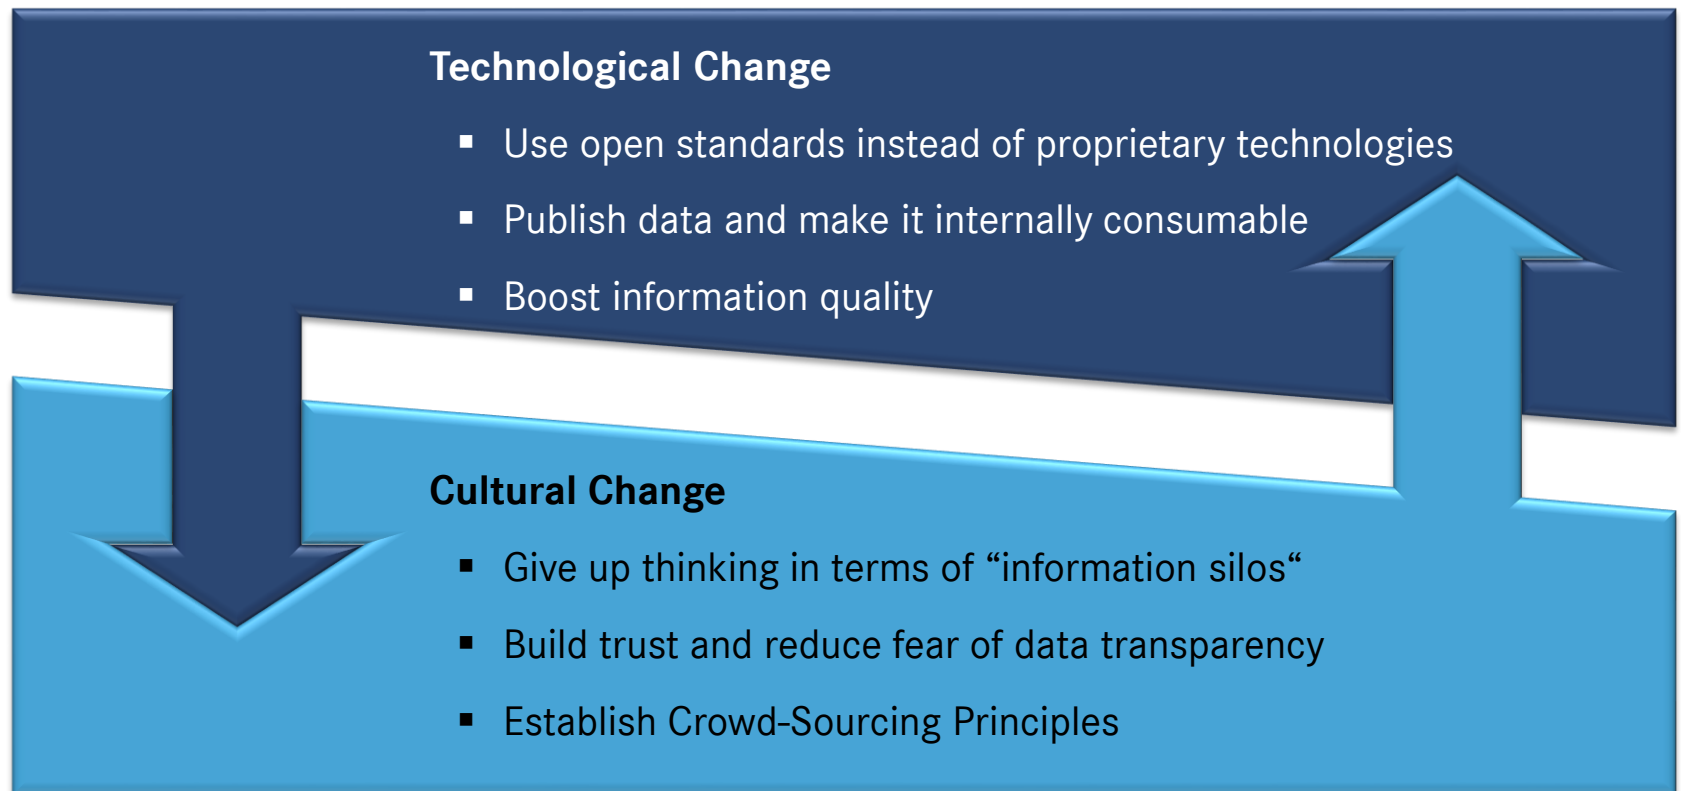 Technological Change
▪ Use open standards instead of proprietary technologies
▪ Publish data and make it internally consumable
▪ Boost information quality
Cultural Change
▪ Give up thinking in terms of “information silos“
▪ Build trust and reduce fear of data transparency
▪ Establish Crowd-Sourcing Principles